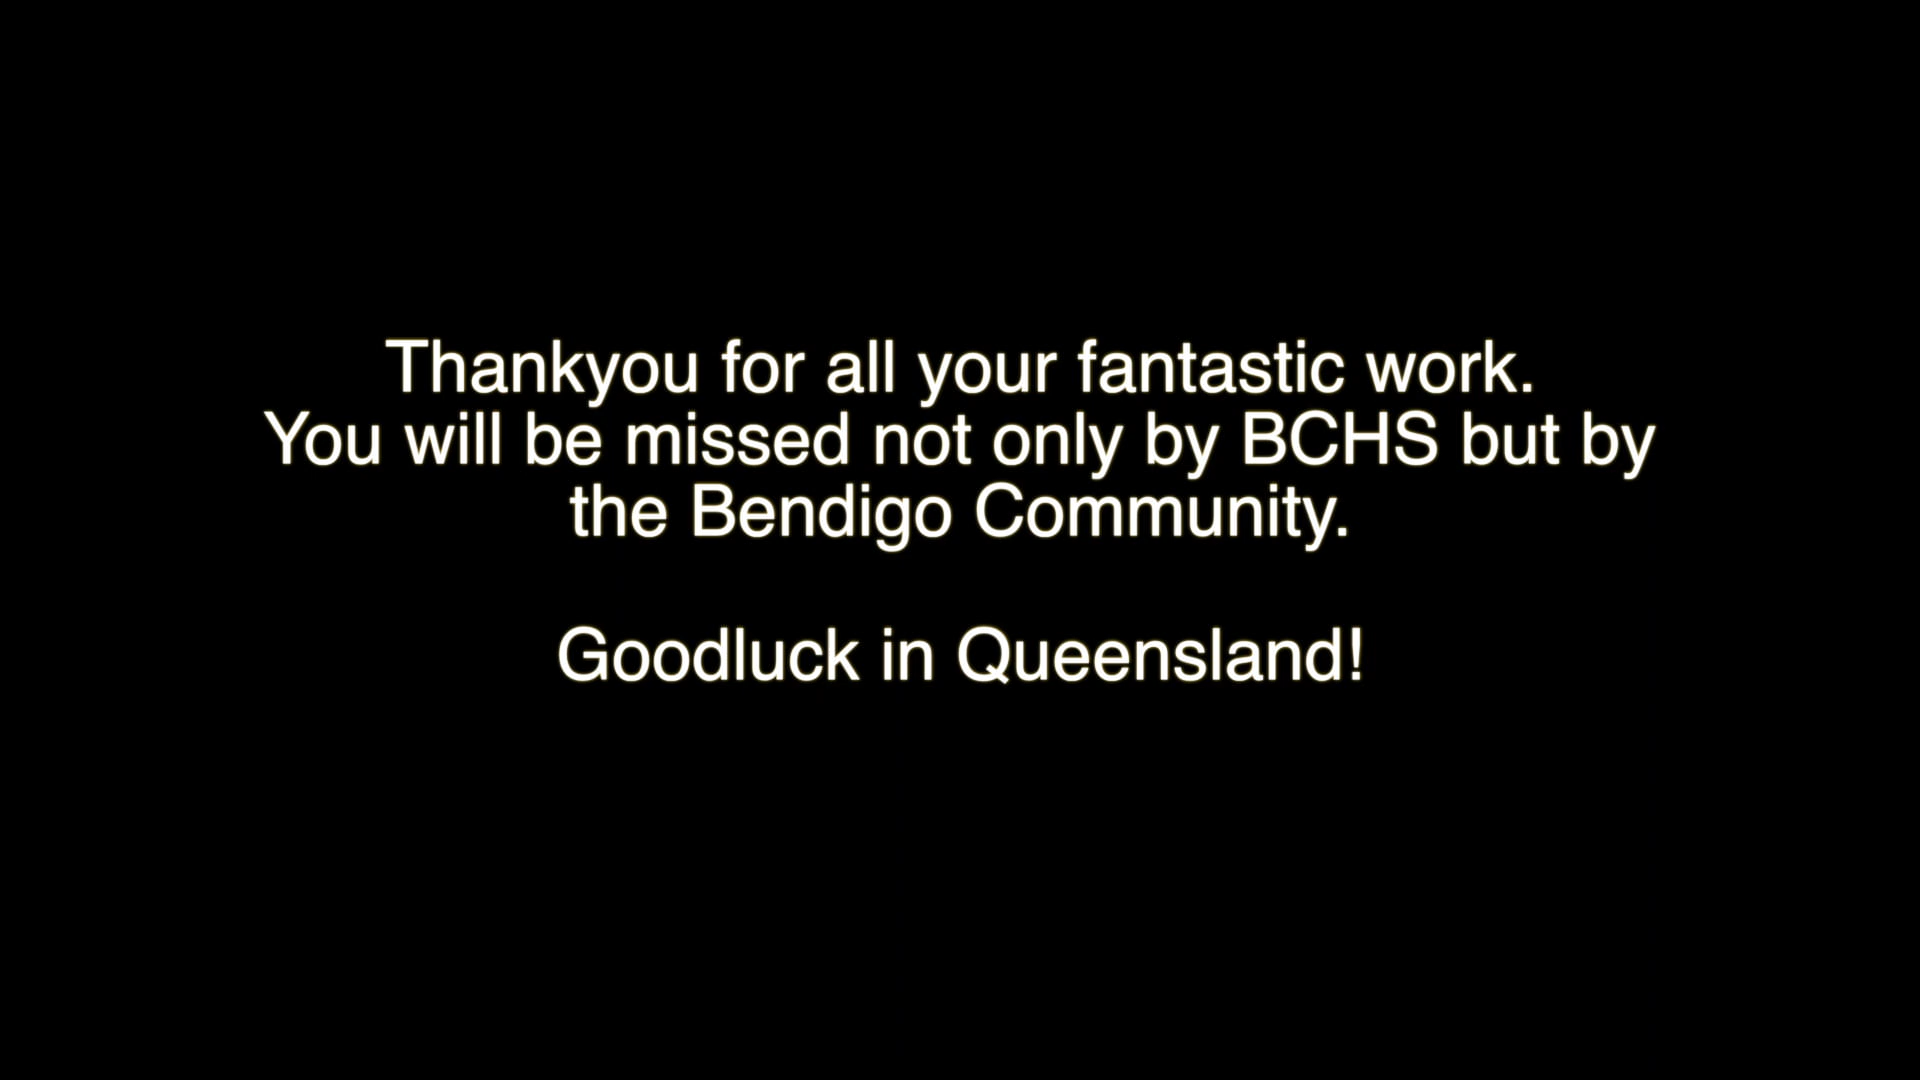 Thankyou for all your fantastic work.
You will be missed not only by BCHS but by
the Bendigo Community.
Goodluck in Queensland!